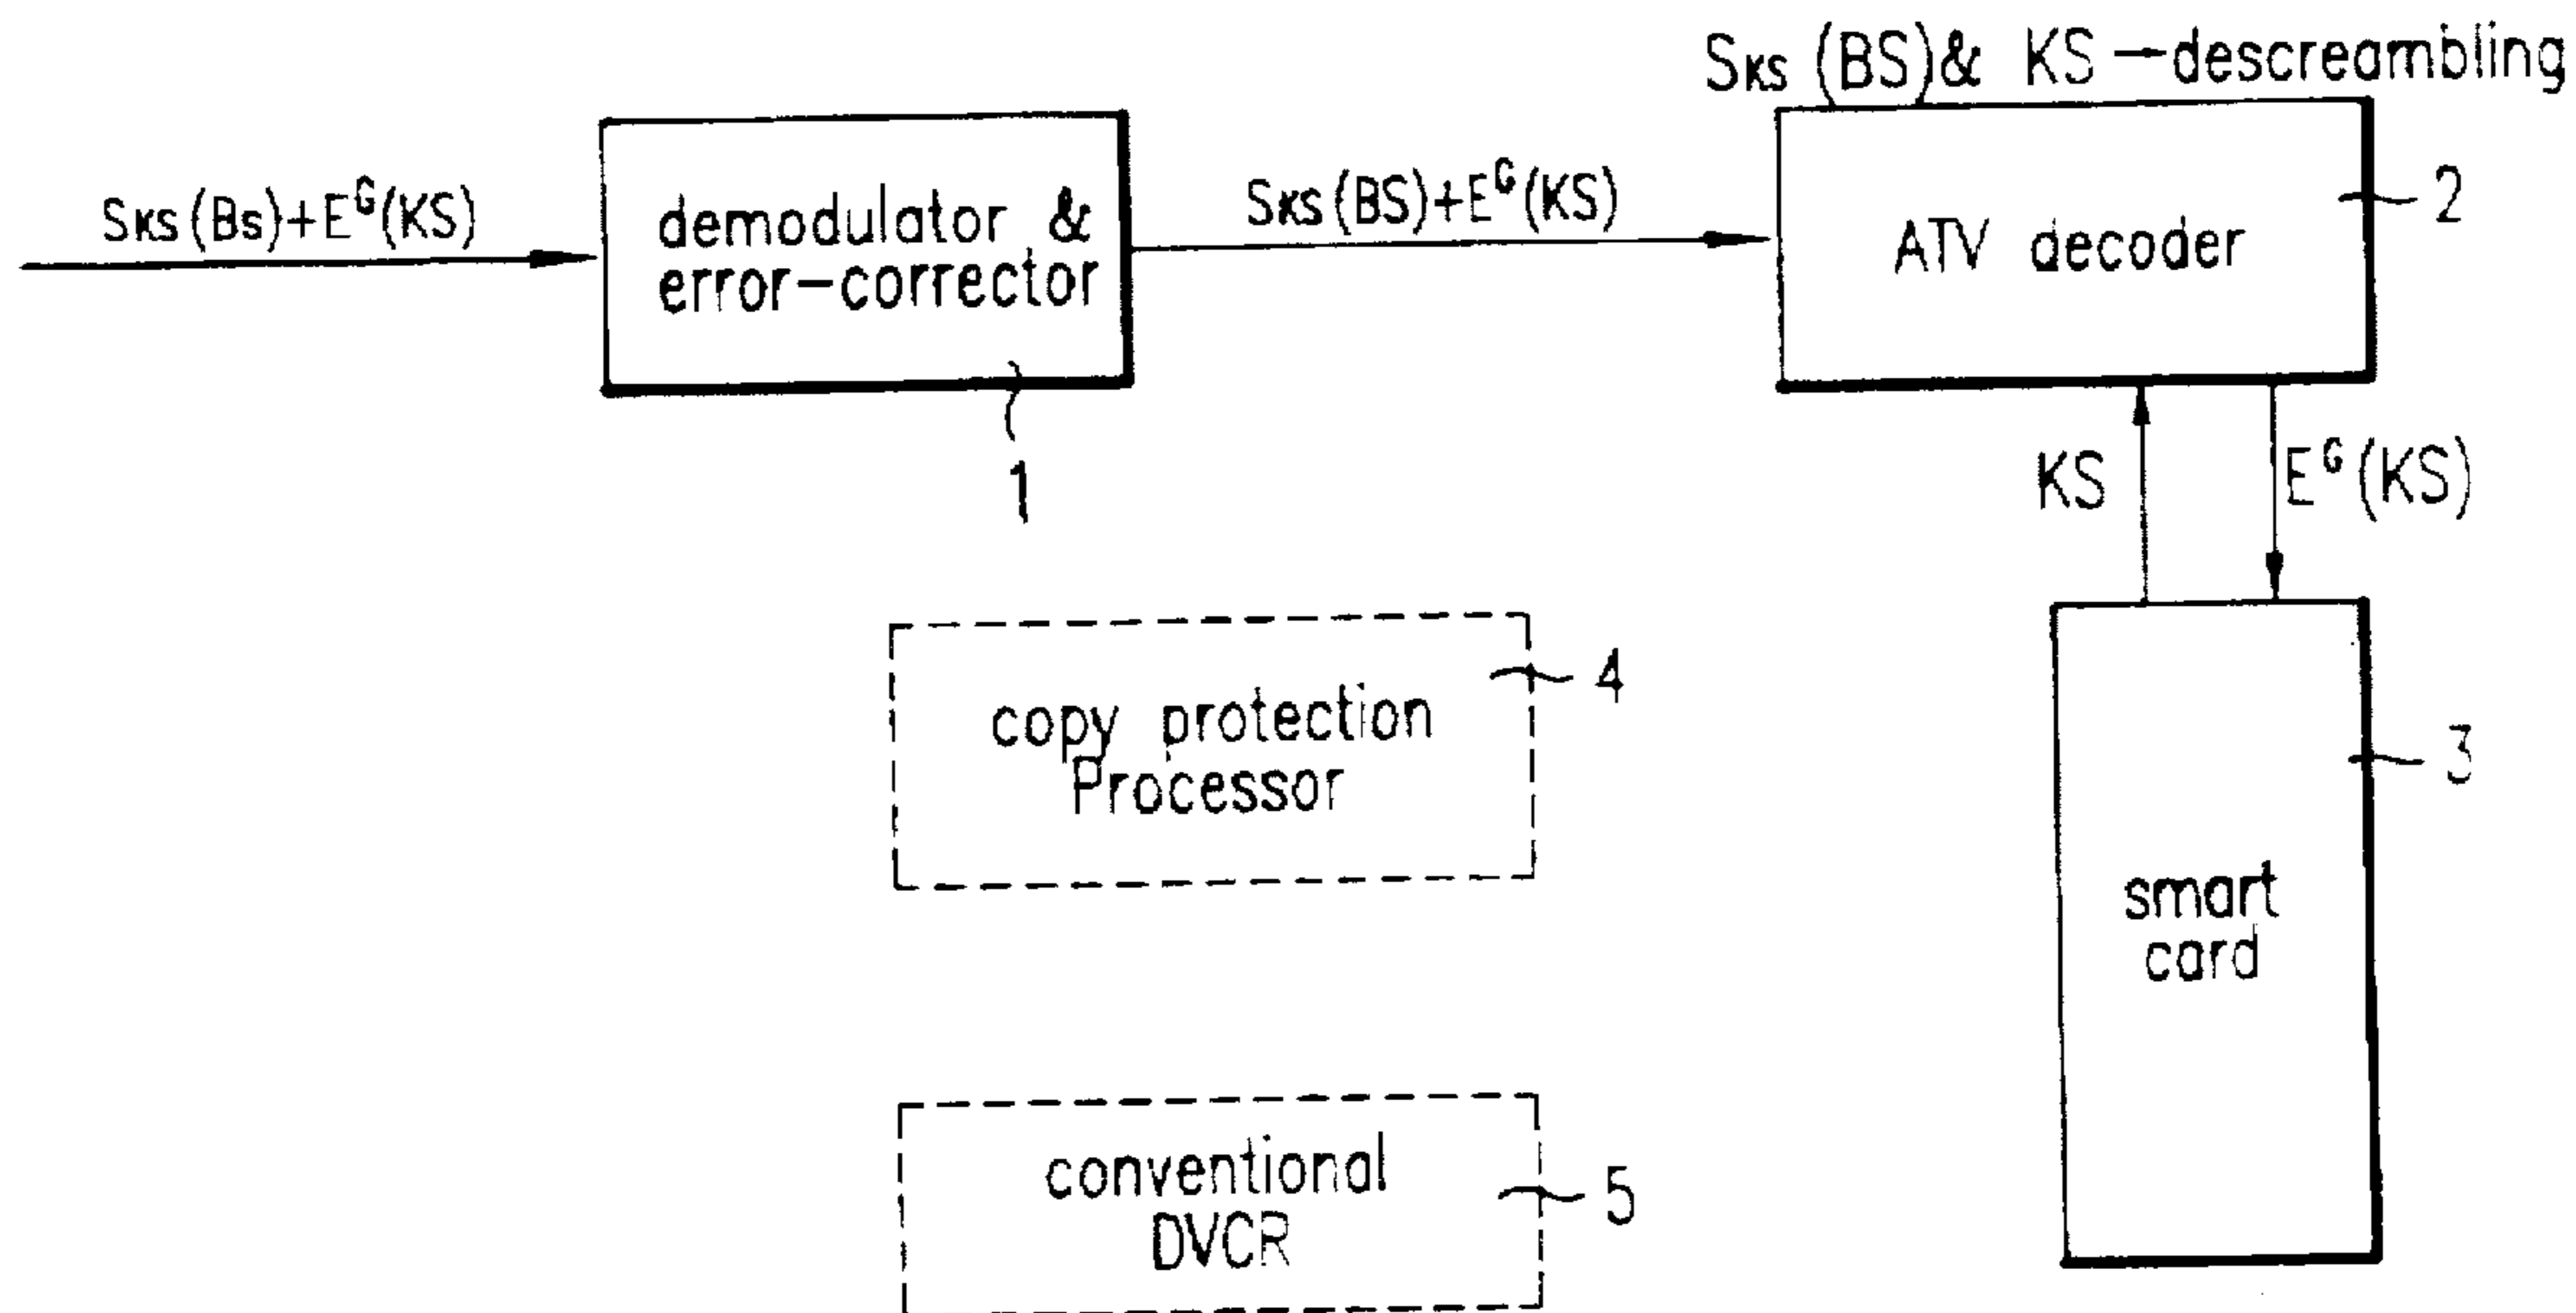 SKS (BS)& KS → descreambling
SKS (Bs)+E^G(KS)
demodulator &
error-corrector
1
SKS (BS)+E^G(KS)
ATV decoder
2
KS
E^G (KS)
copy protection
Processor
4
smart
card
3
conventional
DVCR
5